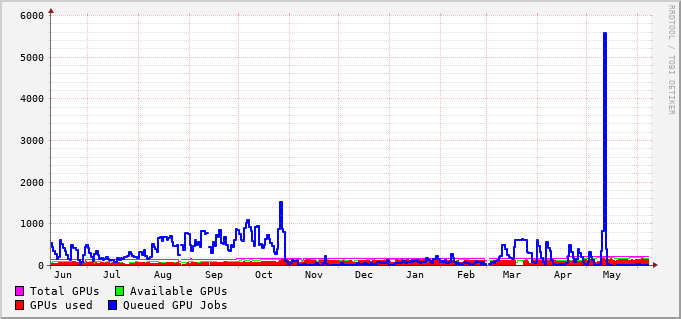 RRDTOOL / TOBI OETIKER
6000
5000
4000
3000
2000
1000
0
Jun Jul Aug Sep Oct Nov Dec Jan Feb Mar Apr May
Total GPUs Available GPUs
GPUs used Queued GPU Jobs